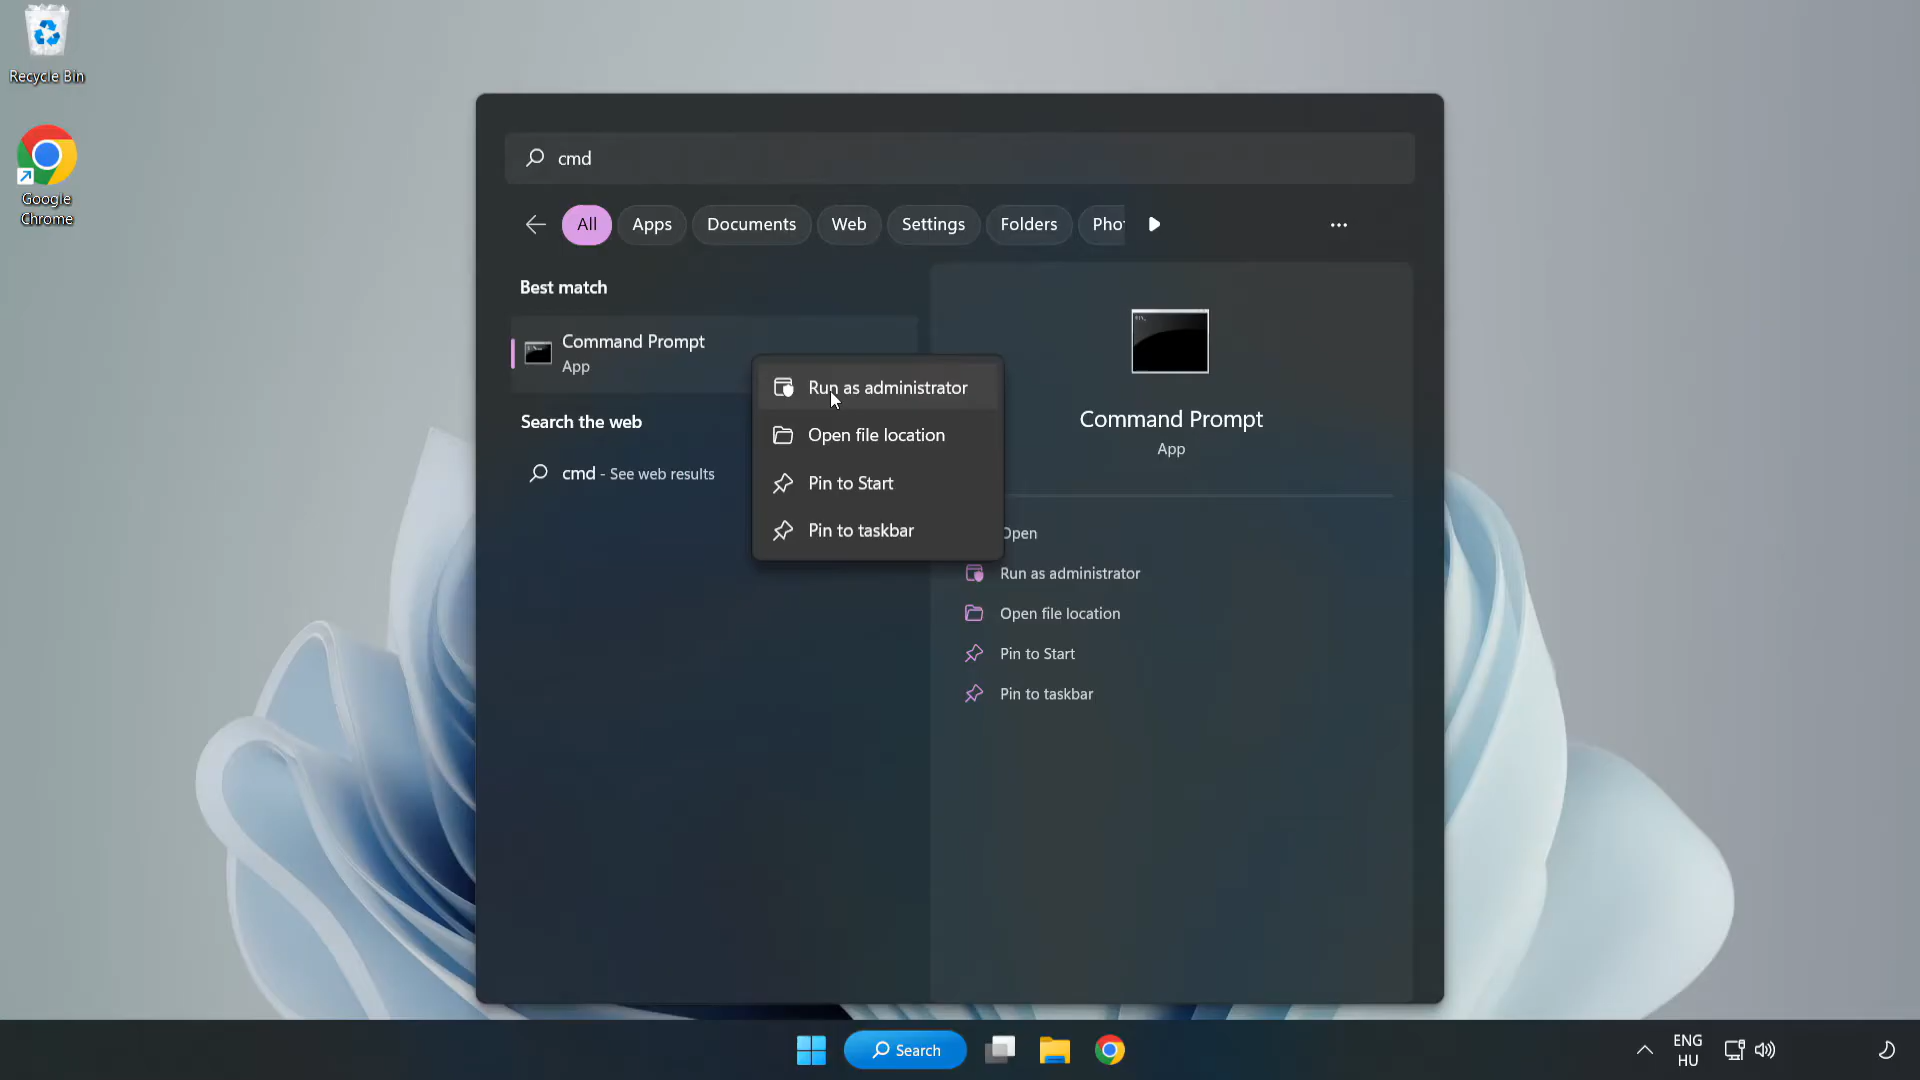 Recycle Bin
Google
Chrome
cmd
All
Apps
Documents
Web
Settings
Folders
Best match
Command Prompt
App
Search the web
cmd - See web results
Run as administrator
Open file location
Pin to Start
Pin to taskbar
Command Prompt
App
Open
Run as administrator
Open file location
Pin to Start
Pin to taskbar
Search
ENG
HU